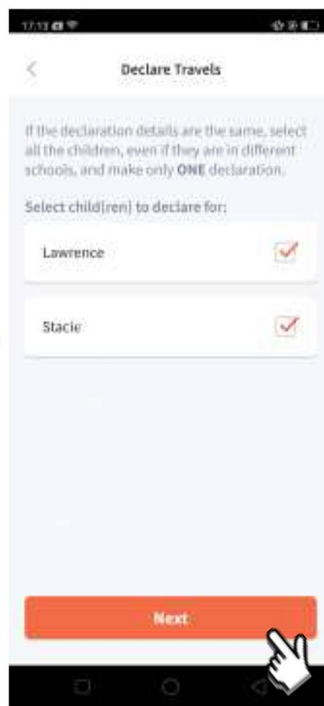 17:13
Declare Travels
If the declaration details are the same, select
all the children, even if they are in different
schools, and make only ONE declaration.
Select child(ren) to declare for:
Lawrence
Stacie
Next